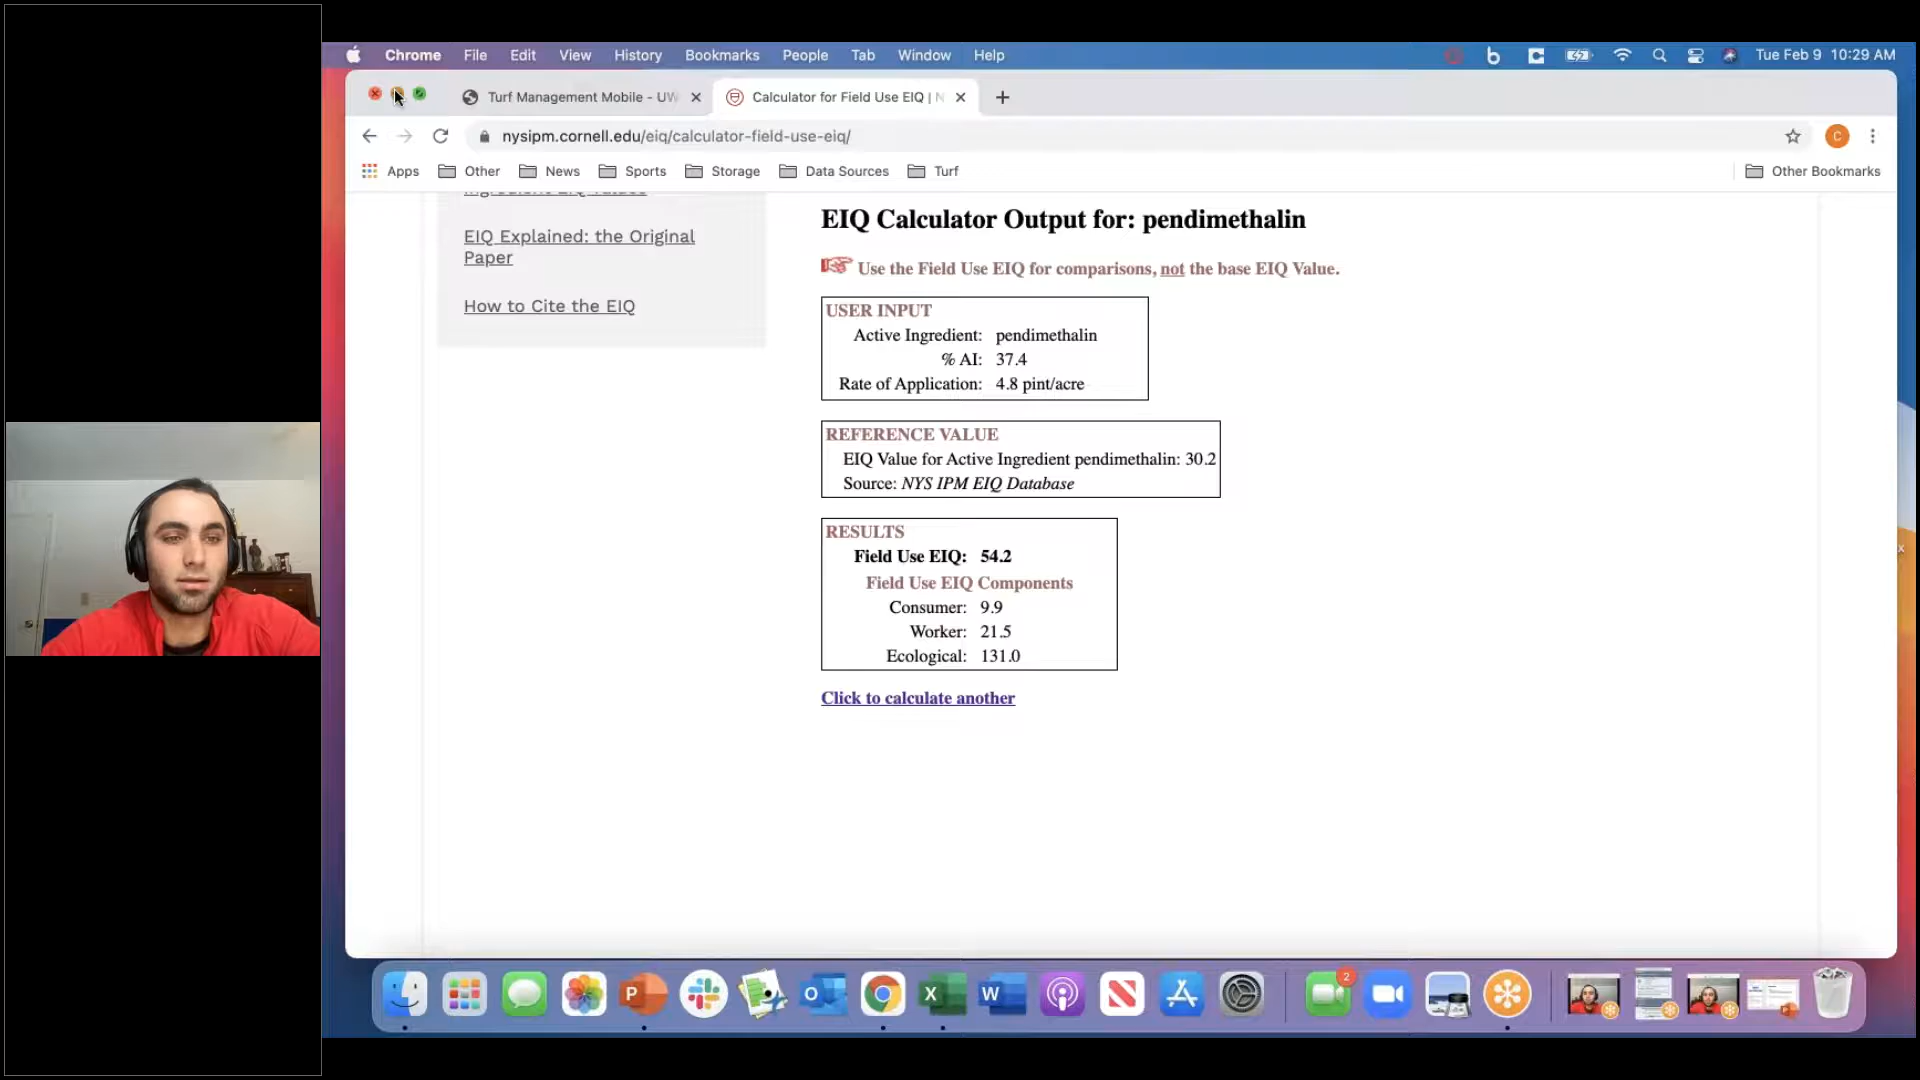 Chrome File Edit View History Bookmarks People Tab Window Help
Tue Feb 9 10:29 AM
Turf Management Mobile - UW
Calculator for Field Use EIQ | N
nysipm.cornell.edu/eiq/calculator-field-use-eiq/
C
Apps Other News Sports Storage Data Sources Turf Other Bookmarks
Ingredient EIQ Values
EIQ Explained: the Original
Paper
How to Cite the EIQ
EIQ Calculator Output for: pendimethalin
Use the Field Use EIQ for comparisons, not the base EIQ Value.
USER INPUT
Active Ingredient: pendimethalin
% AI: 37.4
Rate of Application: 4.8 pint/acre
REFERENCE VALUE
EIQ Value for Active Ingredient pendimethalin: 30.2
Source: NYS IPM EIQ Database
RESULTS
Field Use EIQ: 54.2
Field Use EIQ Components
Consumer: 9.9
Worker: 21.5
Ecological: 131.0
Click to calculate another
2